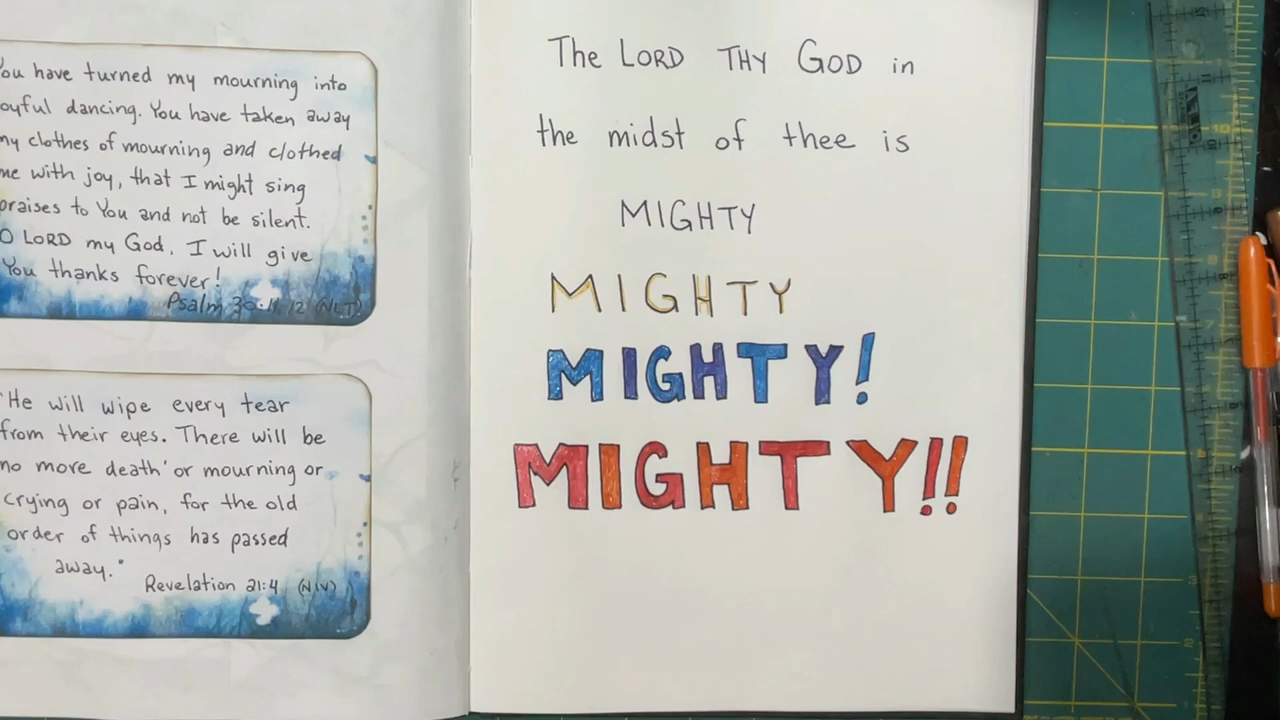 You have turned my mourning into
joyful dancing. You have taken away
my clothes of mourning and clothed
me with joy, that I might sing
praises to You and not be silent.
O LORD my God, I will give
You thanks forever!
Psalm 30:11, 12 (NLT)
"He will wipe every tear
from their eyes. There will be
no more death' or mourning or
crying or pain, for the old
order of things has passed
away."
Revelation 21:4 (NIV)
The LORD THY GOD in
the midst of thee is
MIGHTY
MIGHTY
MIGHTY!
MIGHTY!!